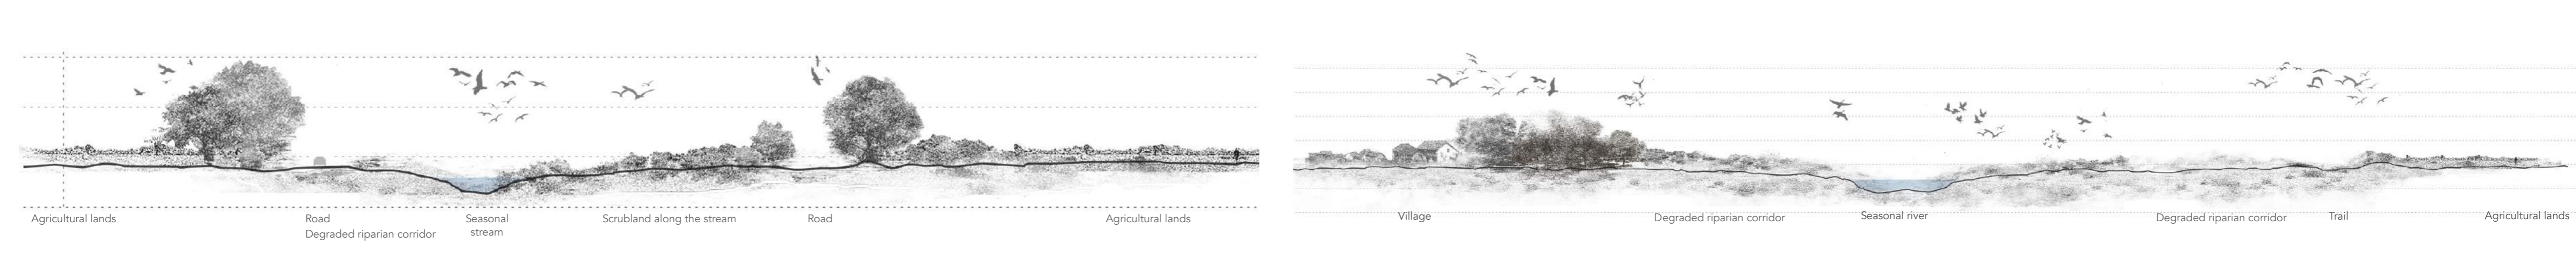 Agricultural lands
Road
Degraded riparian corridor
Seasonal
stream
Scrubland along the stream
Road
Agricultural lands
Village
Degraded riparian corridor
Seasonal river
Degraded riparian corridor
Trail
Agricultural lands